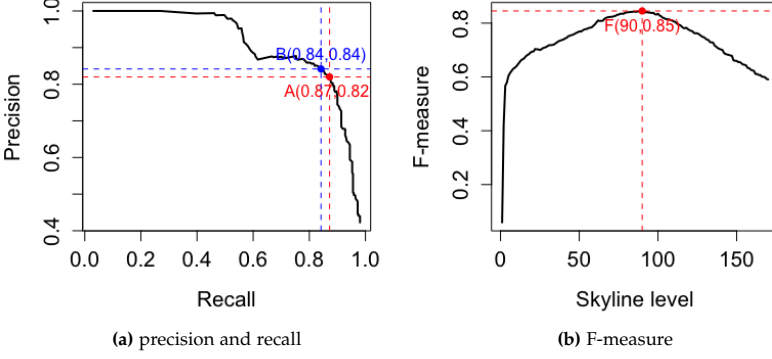 Precision
0.4
0.6
0.8
1.0
B(0.84,0.84)
A(0.87,0.82
0.0
0.2
0.4
0.6
0.8
1.0
Recall
(a) precision and recall
F-measure
0.2
0.4
0.6
0.8
F(90,0.85)
0
50
100
150
Skyline level
(b) F-measure